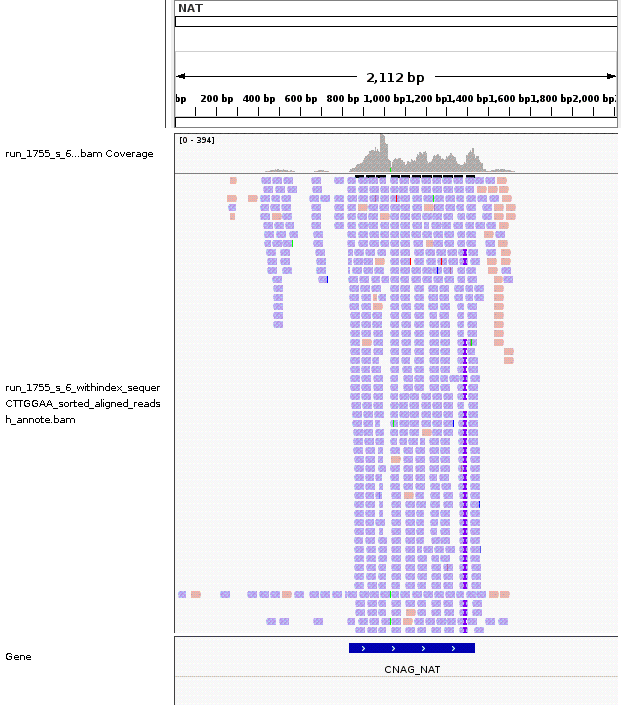 NAT
2,112 bp
bp 200 bp 400 bp 600 bp 800 bp 1,000 bp 1,200 bp 1,400 bp 1,600 bp 1,800 bp 2,000 bp
[0 - 394]
run_1755_s_6...bam Coverage
run_1755_s_6_withindex_sequer
CTTGGAA_sorted_aligned_reads
h_annote.bam
Gene
CNAG_NAT